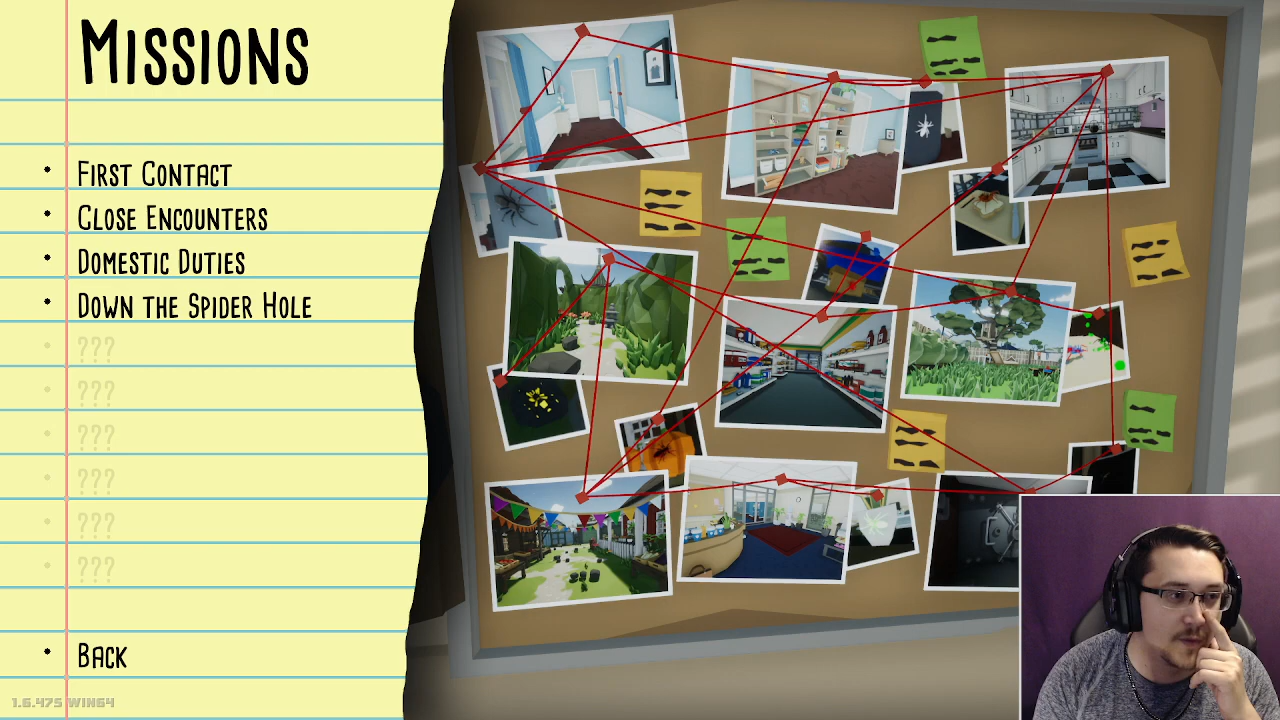 Missions
First Contact
Close Encounters
Domestic Duties
Down the Spider Hole
???
???
???
???
???
???
Back
1.6.475 WIN64